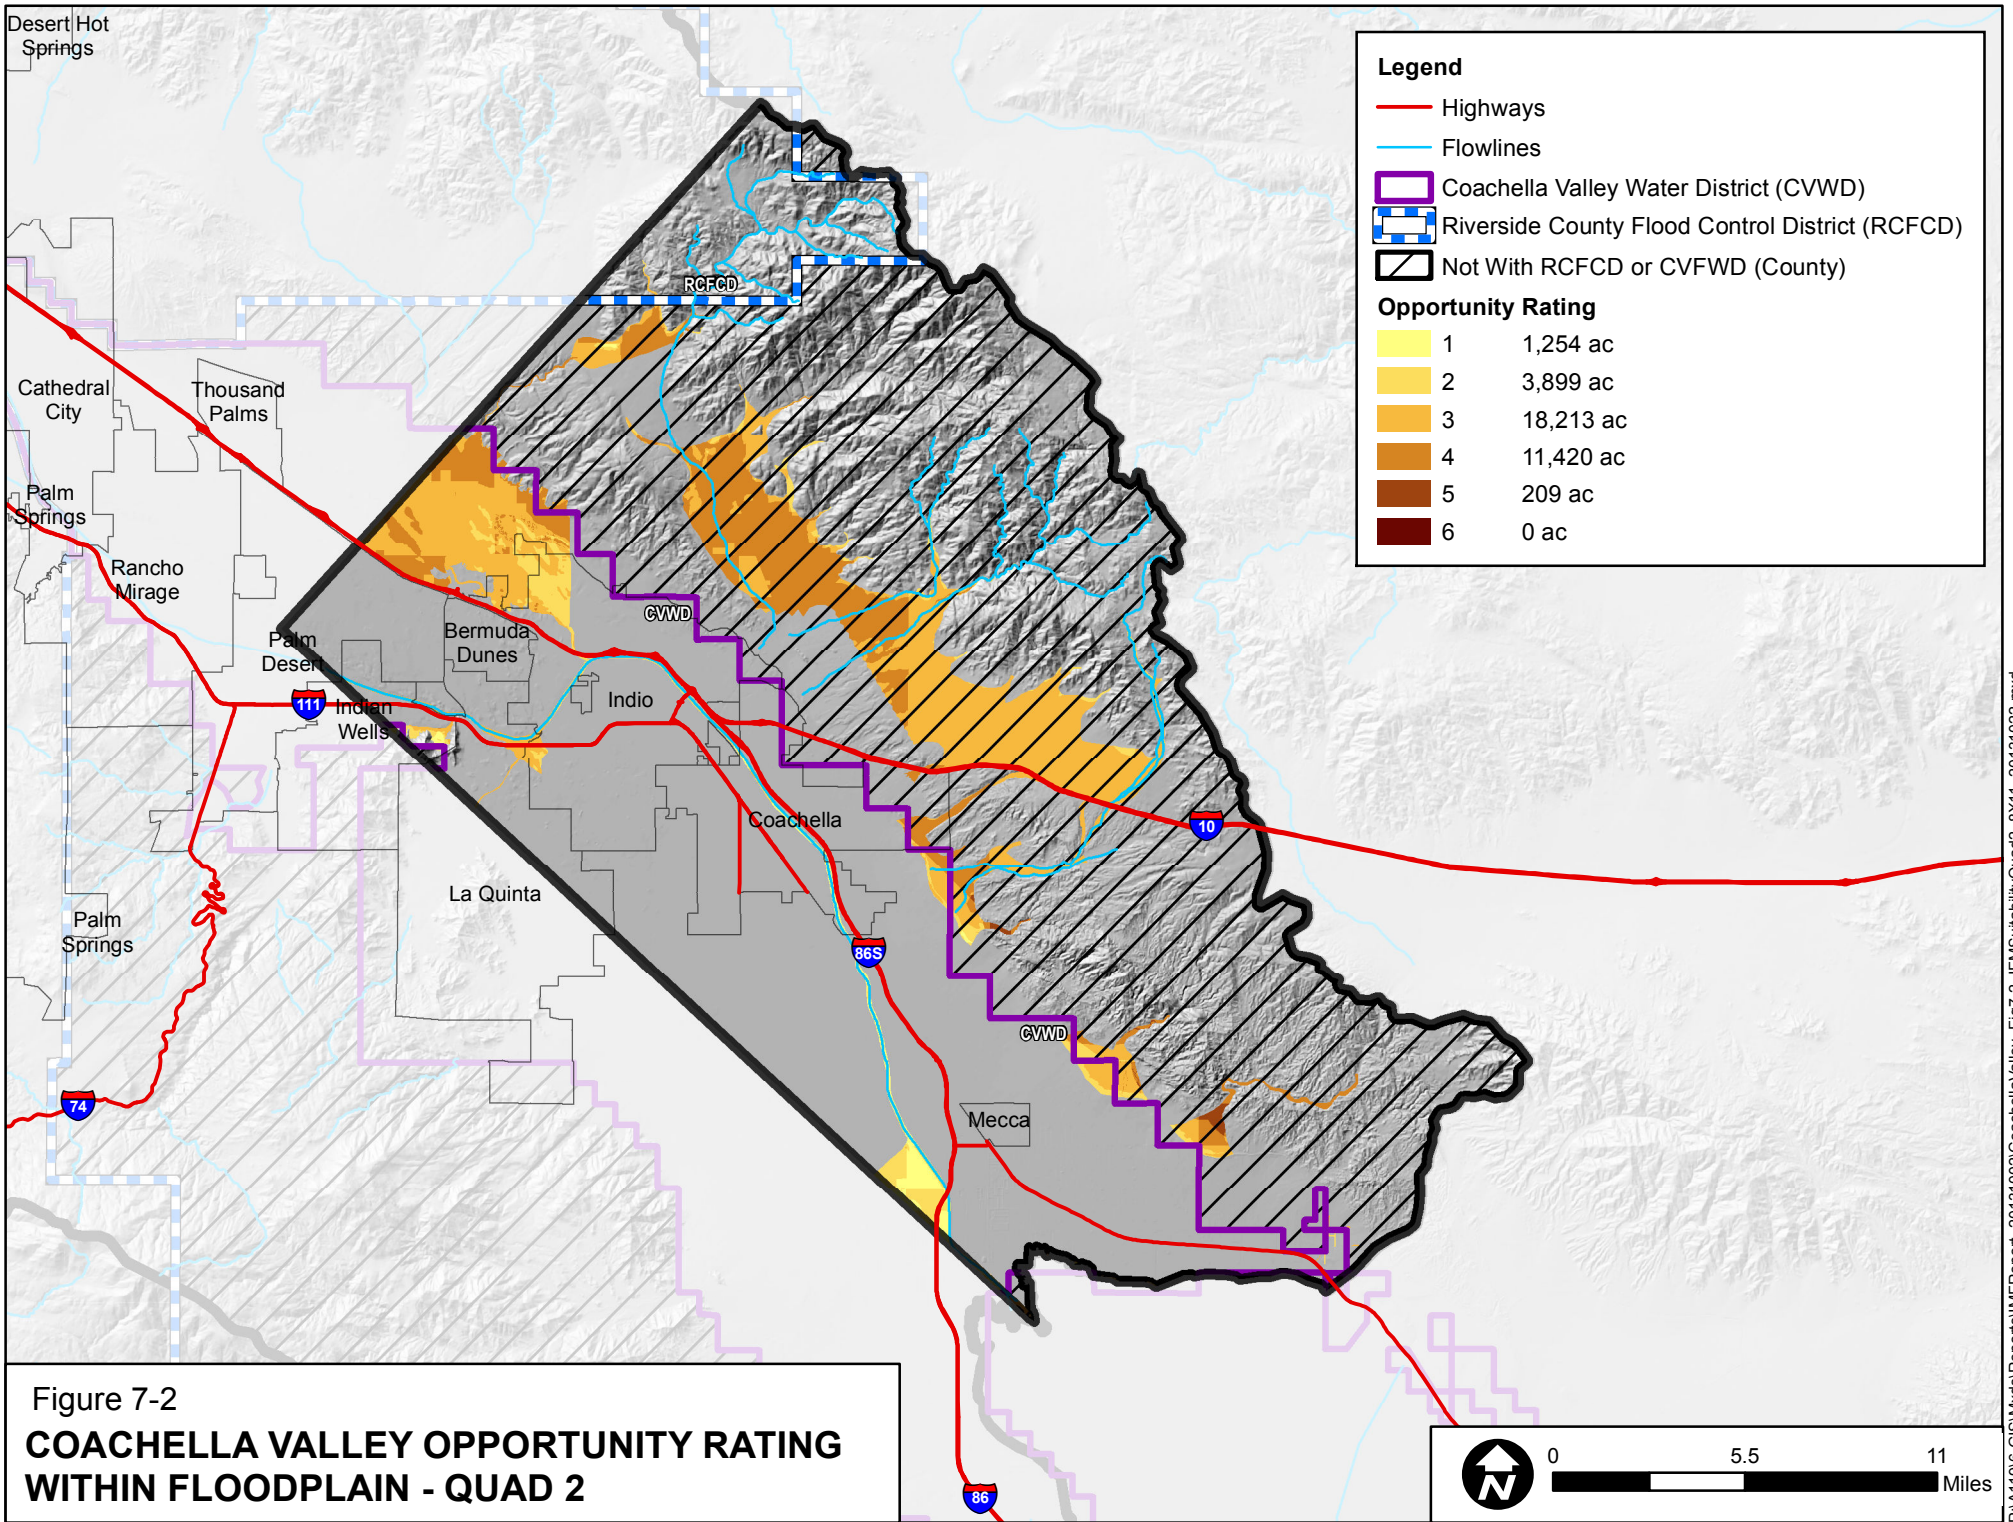 Desert Hot
Springs
Legend
Highways
Flowlines
Coachella Valley Water District (CVWD)
Riverside County Flood Control District (RCFCD)
Not With RCFCD or CVFWD (County)
Opportunity Rating
1 1,254 ac
2 3,899 ac
3 18,213 ac
4 11,420 ac
5 209 ac
6 0 ac
RCFCD
Cathedral
City
Thousand
Palms
Palm
Springs
Rancho
Mirage
CVWD
Palm
Desert
Bermuda
Dunes
Indio
111
Indian
Wells
Coachella
10
La Quinta
Palm
Springs
86S
CVWD
74
Mecca
86
Figure 7-2
COACHELLA VALLEY OPPORTUNITY RATING
WITHIN FLOODPLAIN - QUAD 2
N
0 5.5 11
Miles